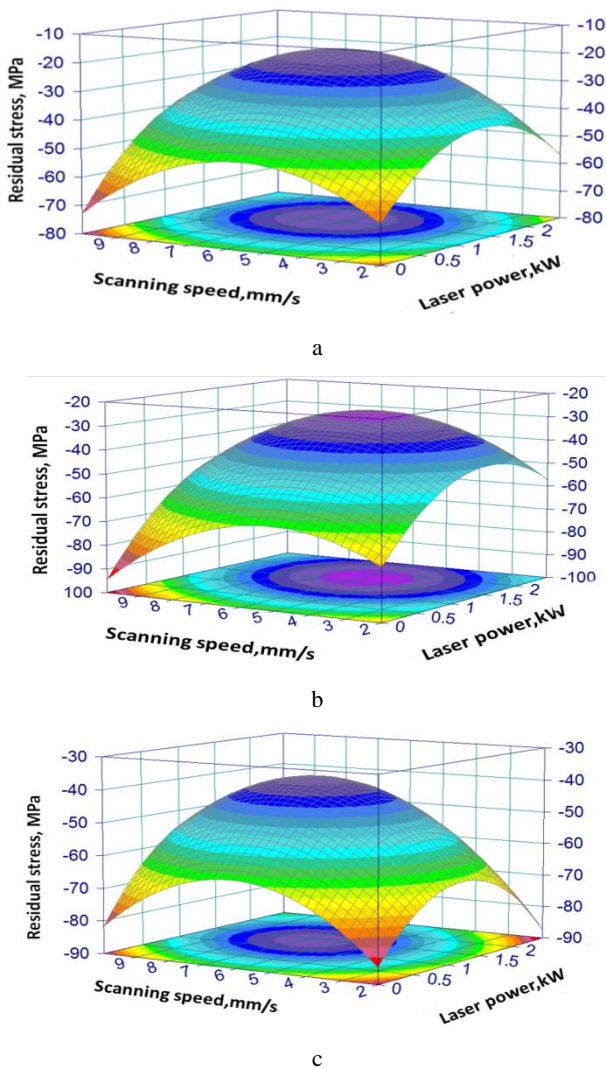 -10
-20
-30
-40
-50
-60
-70
-80
Residual stress, MPa
-10
-20
-30
-40
-50
-60
-70
-80
9 8 7 6 5 4 3 2
Scanning speed,mm/s
0 0.5 1 1.5 2
Laser power,kW
a
-20
-30
-40
-50
-60
-70
-80
-90
100
Residual stress, MPa
-20
-30
-40
-50
-60
-70
-80
-90
-100
9 8 7 6 5 4 3 2
Scanning speed,mm/s
0 0.5 1 1.5 2
Laser power,kW
b
-30
-40
-50
-60
-70
-80
-90
Residual stress, MPa
-30
-40
-50
-60
-70
-80
-90
9 8 7 6 5 4 3 2
Scanning speed,mm/s
0 0.5 1 1.5 2
Laser power,kW
c